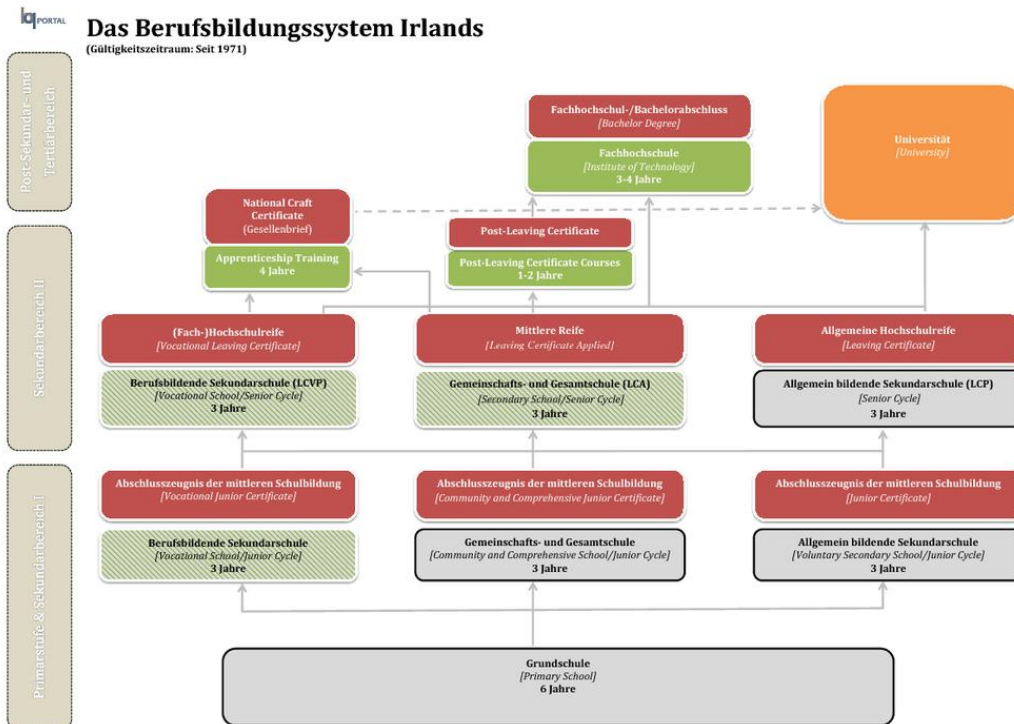 iq PORTAL
Das Berufsbildungssystem Irlands
(Gültigkeitszeitraum: Seit 1971)
Post-Sekundar- und
Tertiärbereich
Fachhochschul-/Bachelorabschluss
[Bachelor Degree]
Fachhochschule
[Institute of Technology]
3-4 Jahre
Universität
[University]
National Craft
Certificate
(Gesellenbrief)
Apprenticeship Training
4 Jahre
Post-Leaving Certificate
Post-Leaving Certificate Courses
1-2 Jahre
Sekundarbereich II
(Fach-)Hochschulreife
[Vocational Leaving Certificate]
Berufsbildende Sekundarschule (LCVP)
[Vocational School/Senior Cycle]
3 Jahre
Mittlere Reife
[Leaving Certificate Applied]
Gemeinschafts- und Gesamtschule (LCA)
[Secondary School/Senior Cycle]
3 Jahre
Allgemeine Hochschulreife
[Leaving Certificate]
Allgemein bildende Sekundarschule (LCP)
[Senior Cycle]
3 Jahre
Primarstufe & Sekundarbereich I
Abschlusszeugnis der mittleren Schulbildung
[Vocational Junior Certificate]
Berufsbildende Sekundarschule
[Vocational School/Junior Cycle]
3 Jahre
Abschlusszeugnis der mittleren Schulbildung
[Community and Comprehensive Junior Certificate]
Gemeinschafts- und Gesamtschule
[Community and Comprehensive School/Junior Cycle]
3 Jahre
Abschlusszeugnis der mittleren Schulbildung
[Junior Certificate]
Allgemein bildende Sekundarschule
[Voluntary Secondary School/Junior Cycle]
3 Jahre
Grundschule
[Primary School]
6 Jahre